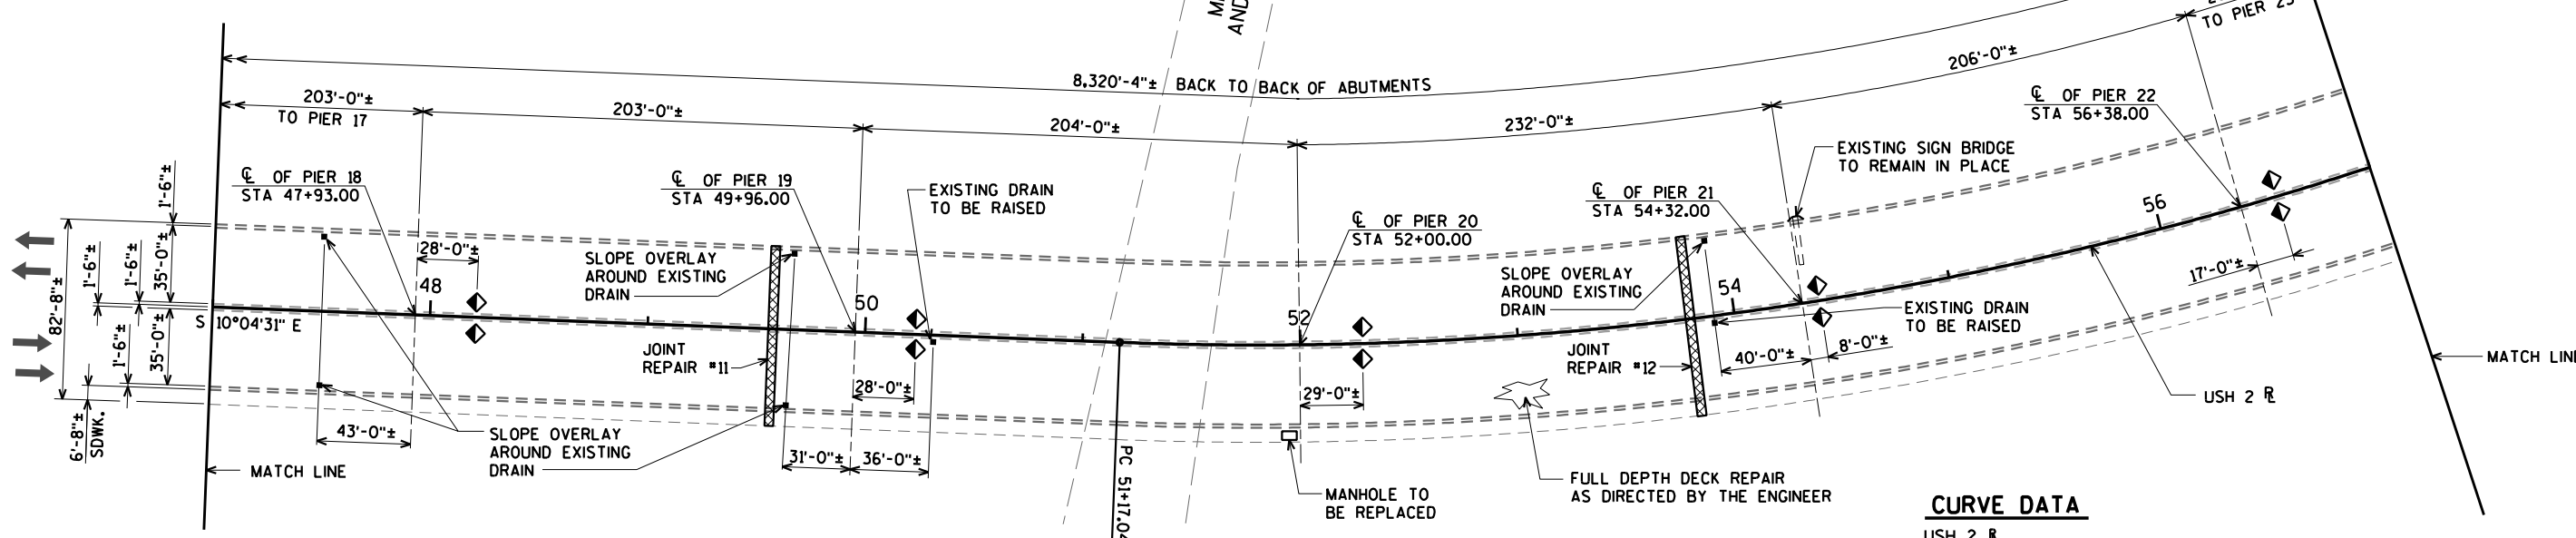 AND
TO PIER 23
8,320'-4"± BACK TO BACK OF ABUTMENTS
203'-0"±
TO PIER 17
203'-0"±
204'-0"±
232'-0"±
206'-0"±
℄ OF PIER 18
STA 47+93.00
℄ OF PIER 19
STA 49+96.00
EXISTING DRAIN
TO BE RAISED
℄ OF PIER 20
STA 52+00.00
℄ OF PIER 21
STA 54+32.00
EXISTING SIGN BRIDGE
TO REMAIN IN PLACE
℄ OF PIER 22
STA 56+38.00
1'-6"±
82'-8"±
1'-6"±
1'-6"±
35'-0"±
1'-6"±
35'-0"±
6'-8"±
SDWK.
28'-0"±
48
S 10°04'31" E
SLOPE OVERLAY
AROUND EXISTING
DRAIN
50
52
SLOPE OVERLAY
AROUND EXISTING
DRAIN
54
56
17'-0"±
EXISTING DRAIN
TO BE RAISED
JOINT
REPAIR #11
28'-0"±
29'-0"±
JOINT
REPAIR #12
40'-0"±
8'-0"±
MATCH LINE
USH 2 ℞
43'-0"±
SLOPE OVERLAY
AROUND EXISTING
DRAIN
31'-0"±
36'-0"±
PC 51+17.04
MATCH LINE
MANHOLE TO
BE REPLACED
FULL DEPTH DECK REPAIR
AS DIRECTED BY THE ENGINEER
CURVE DATA
USH 2 ℞